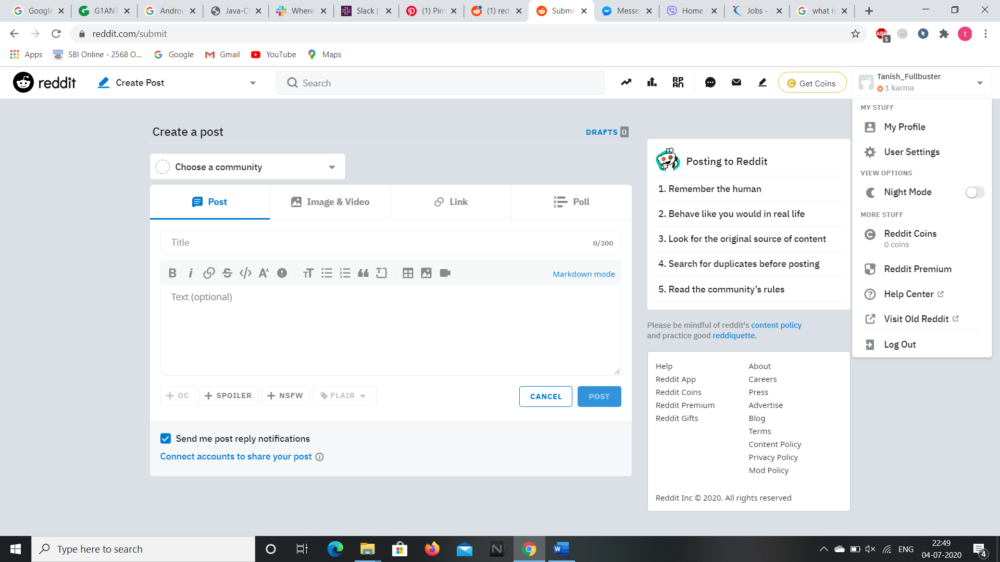 Google
G1ANT
Androi
Java-Cl
Where
Slack |
(1) Pin
(1) red
Submi
Messe
Home
Jobs -
what is
reddit.com/submit
ABP
5
t
Apps
SBI Online - 2568 O...
Google
Gmail
YouTube
Maps
reddit
Create Post
Search
Get Coins
Tanish_Fullbuster
1 karma
MY STUFF
My Profile
User Settings
VIEW OPTIONS
Night Mode
MORE STUFF
Reddit Coins
0 coins
Reddit Premium
Help Center
Visit Old Reddit
Log Out
Create a post
DRAFTS 0
Choose a community
Post
Image & Video
Link
Poll
Title
0/300
Markdown mode
Text (optional)
OC
SPOILER
NSFW
FLAIR
CANCEL
POST
Send me post reply notifications
Connect accounts to share your post
Posting to Reddit
1. Remember the human
2. Behave like you would in real life
3. Look for the original source of content
4. Search for duplicates before posting
5. Read the community’s rules
Please be mindful of reddit's content policy
and practice good reddiquette.
Help
Reddit App
Reddit Coins
Reddit Premium
Reddit Gifts
About
Careers
Press
Advertise
Blog
Terms
Content Policy
Privacy Policy
Mod Policy
Reddit Inc © 2020. All rights reserved
Type here to search
ENG
22:49
04-07-2020
4